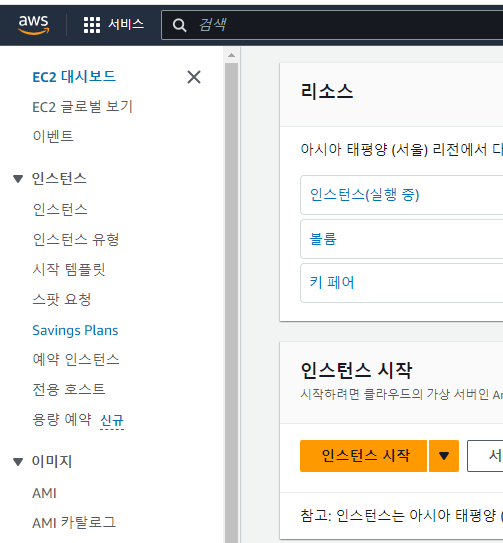 aws
서비스
검색
EC2 대시보드
EC2 글로벌 보기
이벤트
인스턴스
인스턴스
인스턴스 유형
시작 템플릿
스팟 요청
Savings Plans
예약 인스턴스
전용 호스트
용량 예약 신규
이미지
AMI
AMI 카탈로그
리소스
아시아 태평양 (서울) 리전에서 다
인스턴스(실행 중)
볼륨
키 페어
인스턴스 시작
시작하려면 클라우드의 가상 서버인
인스턴스 시작
서
참고: 인스턴스는 아시아 태평양 (